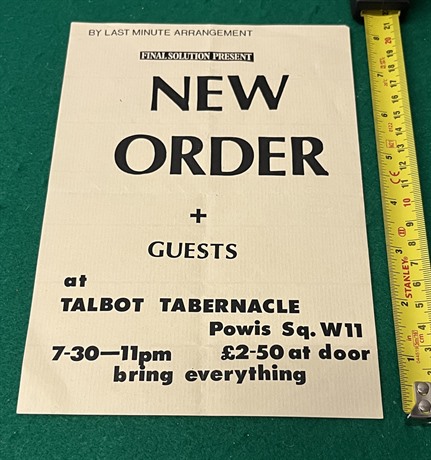 BY LAST MINUTE ARRANGEMENT
FINAL SOLUTION PRESENT
NEW
ORDER
+
GUESTS
at
TALBOT TABERNACLE
Powis Sq. W11
7-30—11pm £2-50 at door
bring everything
STANLEY